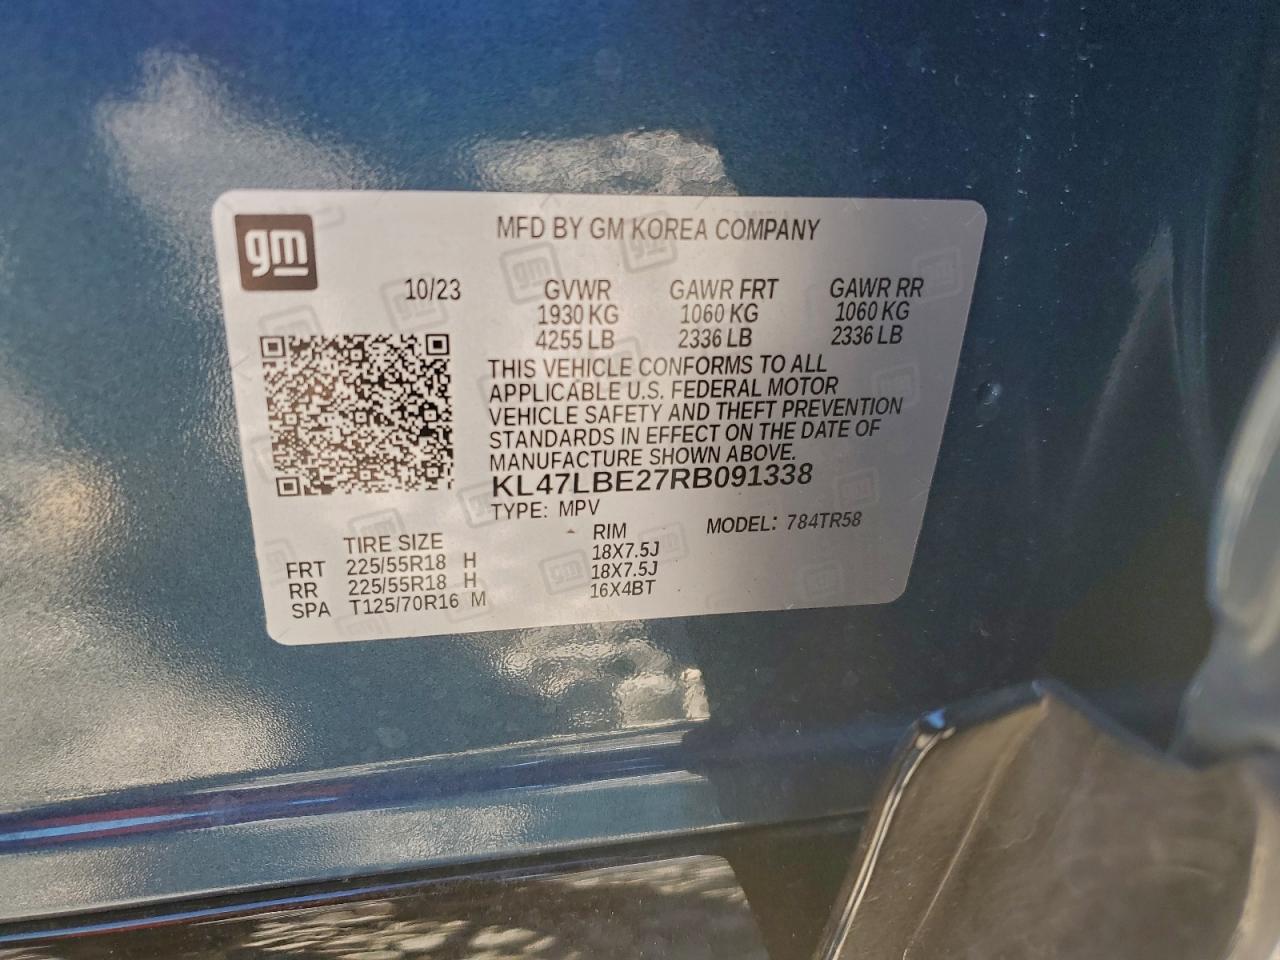 gm
MFD BY GM KOREA COMPANY
10/23 GVWR GAWR FRT GAWR RR
1930 KG 1060 KG 1060 KG
4255 LB 2336 LB 2336 LB
THIS VEHICLE CONFORMS TO ALL
APPLICABLE U.S. FEDERAL MOTOR
VEHICLE SAFETY AND THEFT PREVENTION
STANDARDS IN EFFECT ON THE DATE OF
MANUFACTURE SHOWN ABOVE.
KL47LBE27RB091338
TYPE: MPV MODEL: 784TR58
TIRE SIZE RIM
FRT 225/55R18 H 18X7.5J
RR 225/55R18 H 18X7.5J
SPA T125/70R16 M 16X4BT